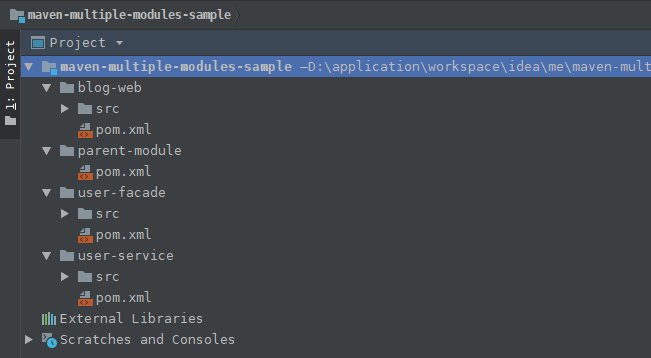 maven-multiple-modules-sample
1: Project
Project
maven-multiple-modules-sample – D:\application\workspace\idea\me\maven-mult
blog-web
src
pom.xml
parent-module
pom.xml
user-facade
src
pom.xml
user-service
src
pom.xml
External Libraries
Scratches and Consoles